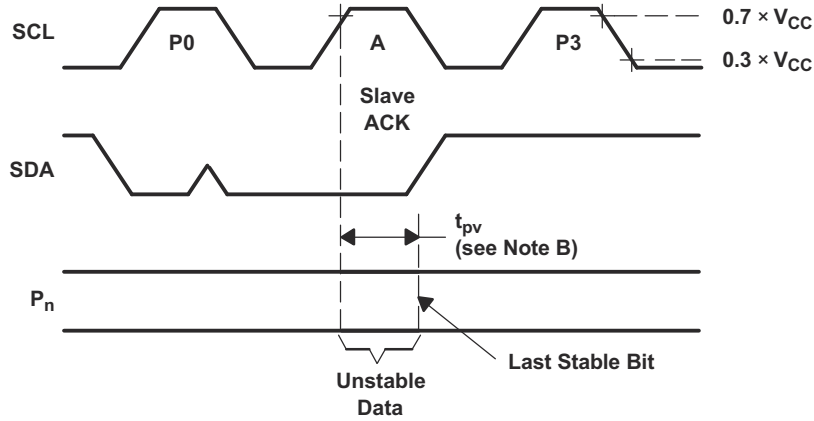 SCL
P0
A
P3
0.7 × VCC
0.3 × VCC
Slave
ACK
SDA
tpv
(see Note B)
Pn
Last Stable Bit
Unstable
Data